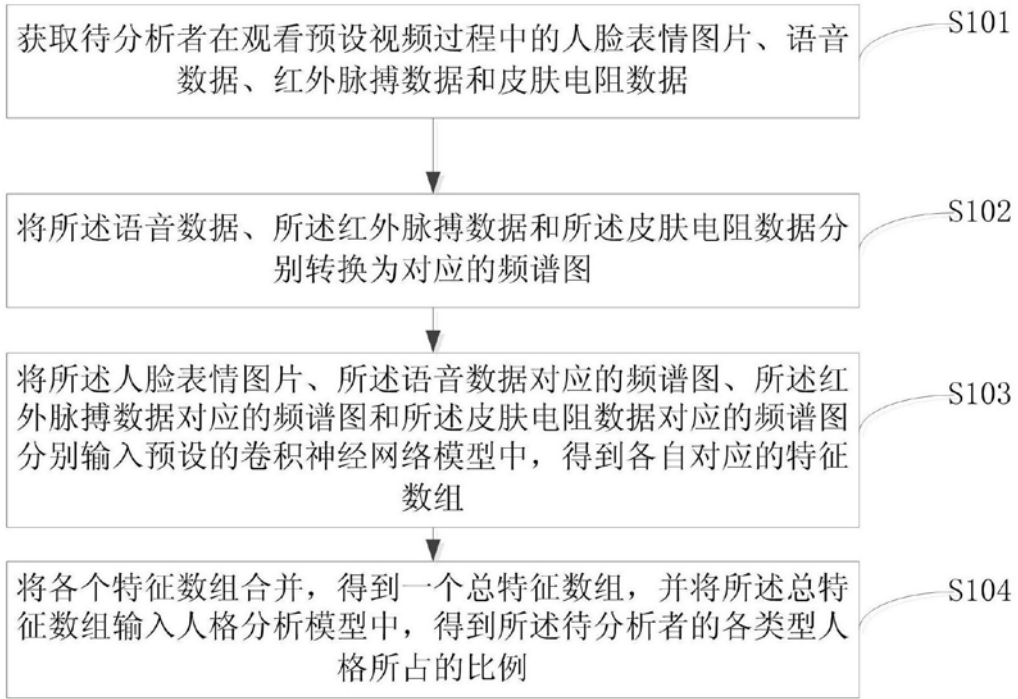 获取待分析者在观看预设视频过程中的人脸表情图片、语音
数据、红外脉搏数据和皮肤电阻数据
S101
将所述语音数据、所述红外脉搏数据和所述皮肤电阻数据分
别转换为对应的频谱图
S102
将所述人脸表情图片、所述语音数据对应的频谱图、所述红
外脉搏数据对应的频谱图和所述皮肤电阻数据对应的频谱图
分别输入预设的卷积神经网络模型中，得到各自对应的特征
数组
S103
将各个特征数组合并，得到一个总特征数组，并将所述总特
征数组输入人格分析模型中，得到所述待分析者的各类型人
格所占的比例
S104